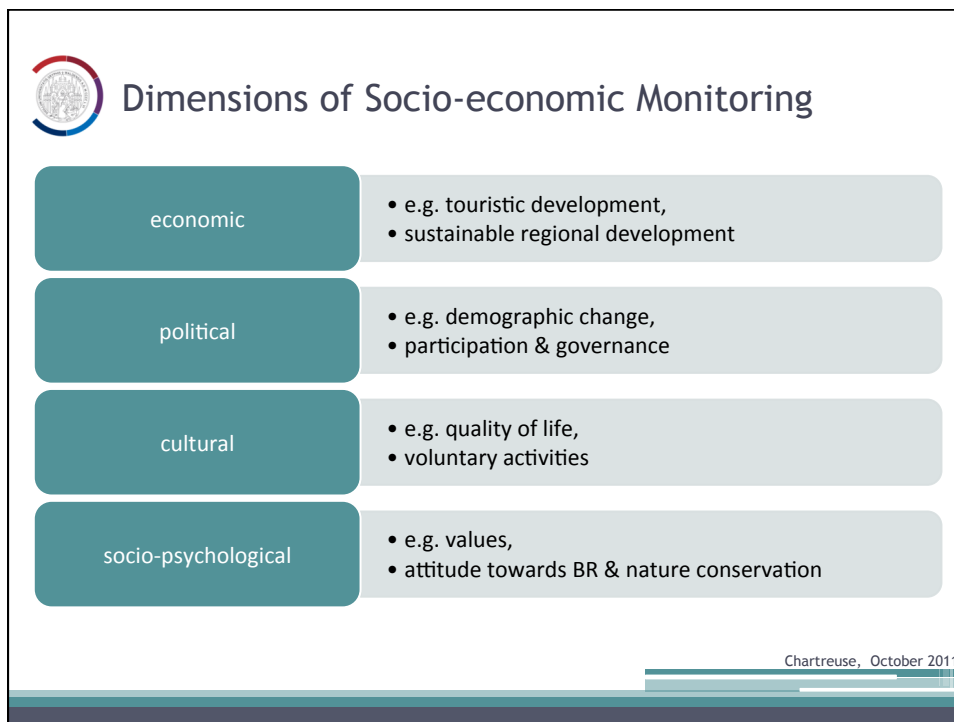 Dimensions of Socio-economic Monitoring
economic
• e.g. touristic development,
• sustainable regional development
political
• e.g. demographic change,
• participation & governance
cultural
• e.g. quality of life,
• voluntary activities
socio-psychological
• e.g. values,
• attitude towards BR & nature conservation
Chartreuse, October 2011